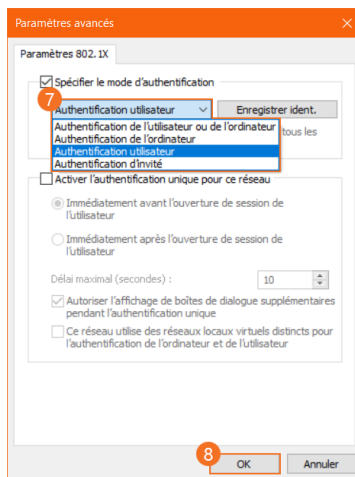 Paramètres avancés
Paramètres 802.1X
Spécifier le mode d'authentification
7
Authentification utilisateur
Enregistrer ident.
Authentification de l'utilisateur ou de l'ordinateur
tous les
Authentification de l'ordinateur
Authentification utilisateur
Authentification d'invité
Activer l'authentification unique pour ce réseau
Immédiatement avant l'ouverture de session de
l'utilisateur
Immédiatement après l'ouverture de session de
l'utilisateur
Délai maximal (secondes) :
10
Autoriser l'affichage de boîtes de dialogue supplémentaires
pendant l'authentification unique
Ce réseau utilise des réseaux locaux virtuels distincts pour
l'authentification de l'ordinateur et de l'utilisateur
8
OK
Annuler